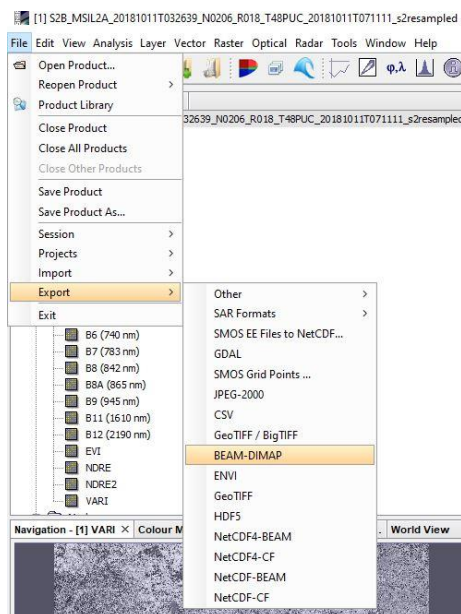 [1] S2B_MSIL2A_20181011T032639_N0206_R018_T48PUC_20181011T071111_s2resampled
File Edit View Analysis Layer Vector Raster Optical Radar Tools Window Help
Open Product...
φ,λ
Reopen Product >
Product Library
32639_N0206_R018_T48PUC_20181011T071111_s2resampled
Close Product
Close All Products
Close Other Products
Save Product
Save Product As...
Session >
Projects >
Import >
Export >
Exit
Other >
SAR Formats >
SMOS EE Files to NetCDF...
GDAL
SMOS Grid Points ...
JPEG-2000
CSV
GeoTIFF / BigTIFF
BEAM-DIMAP
ENVI
GeoTIFF
HDF5
NetCDF4-BEAM
NetCDF4-CF
NetCDF-BEAM
NetCDF-CF
B6 (740 nm)
B7 (783 nm)
B8 (842 nm)
B8A (865 nm)
B9 (945 nm)
B11 (1610 nm)
B12 (2190 nm)
EVI
NDRE
NDRE2
VARI
Navigation - [1] VARI × Colour M
World View